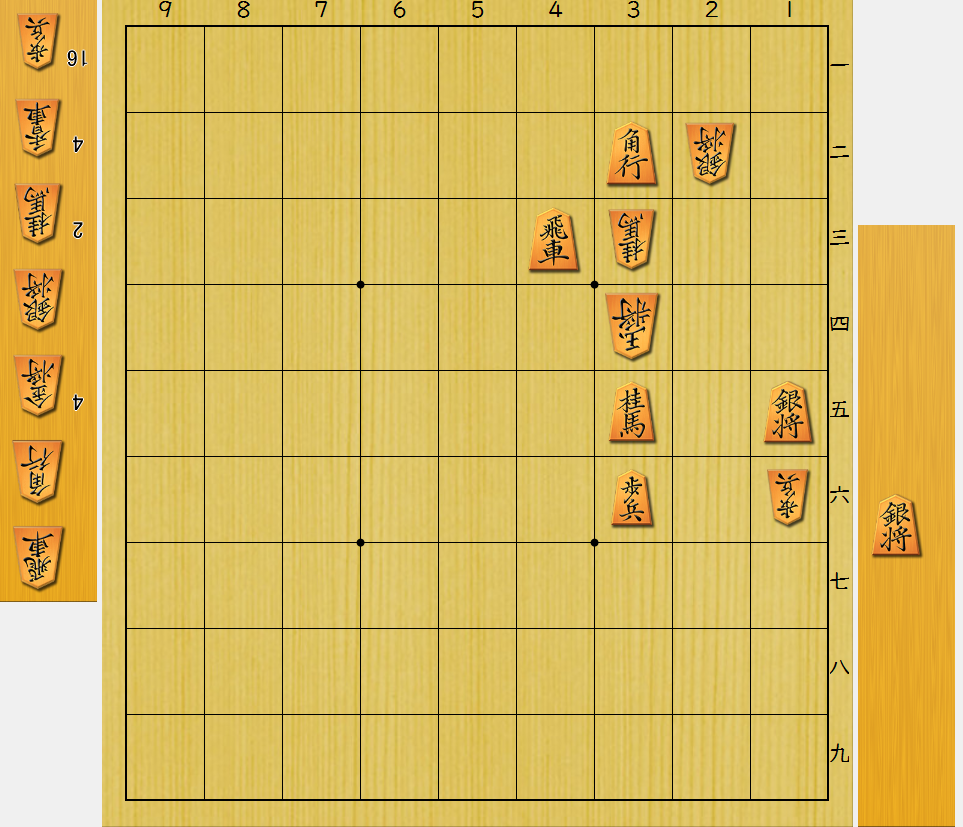 9 8 7 6 5 4 3 2 1
歩兵 16
香車 4
桂馬 2
銀将
金将 4
角行
飛車
一
角行 銀将 二
飛車 桂馬 三
玉将 四
桂馬 銀将 五
歩兵 歩兵 六
七
八
九
銀将